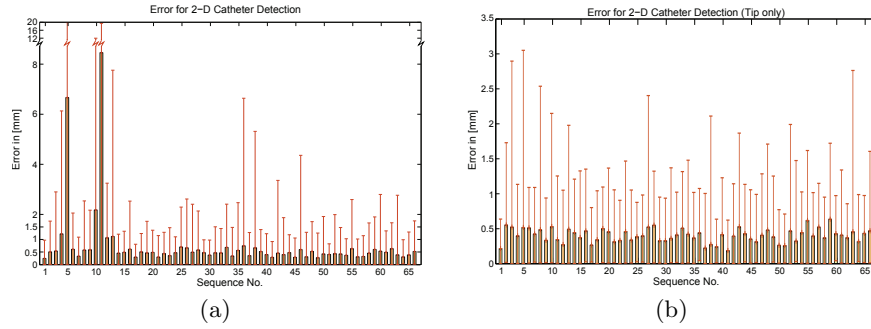 Error for 2−D Catheter Detection
Error in [mm]
20
16
12
8
6
4
2
1.5
1
0.5
0
1 5 10 15 20 25 30 35 40 45 50 55 60 65
Sequence No.
(a)
Error for 2−D Catheter Detection (Tip only)
Error in [mm]
3.5
3
2.5
2
1.5
1
0.5
0
1 5 10 15 20 25 30 35 40 45 50 55 60 65
Sequence No.
(b)